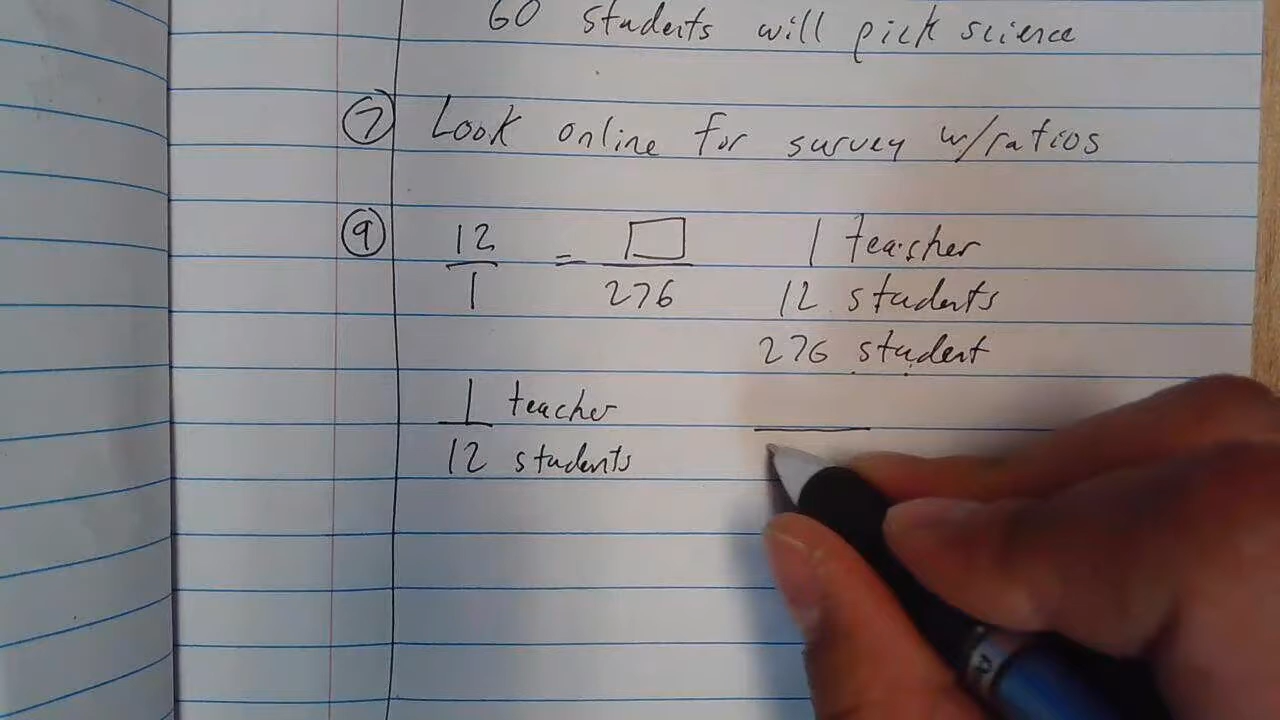 60 students will pick science
7 Look online for survey w/ratios
9 12/1 = □/276 1 teacher
12 students
276 student
1 teacher
12 students